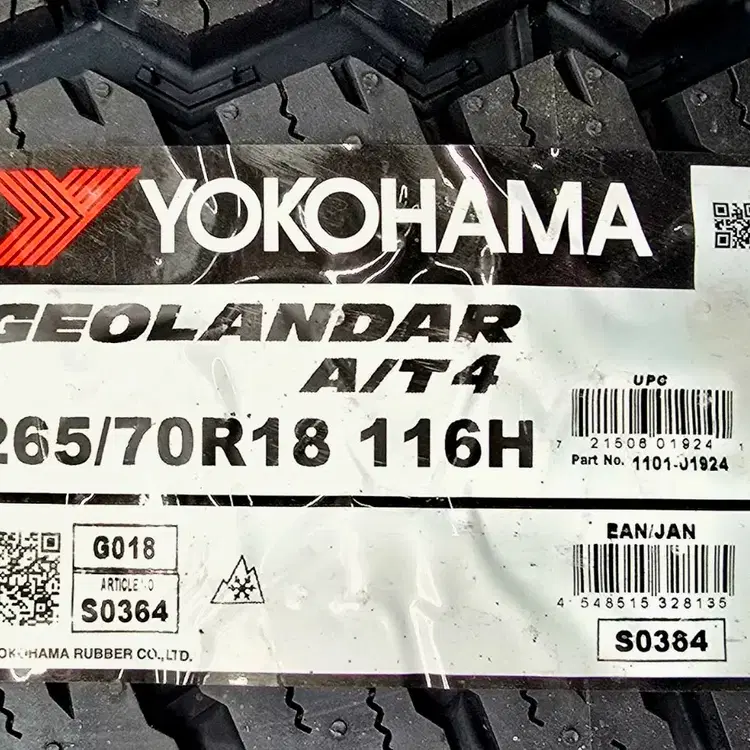 YOKOHAMA
GEOLANDAR
A/T4
265/70R18 116H
UPC
7 21508 01924 1
Part No. 1101-01924
G018
ARTICLE NO
S0364
OKOHAMA RUBBER CO., LTD.
EAN/JAN
4 548515 328135
S0364